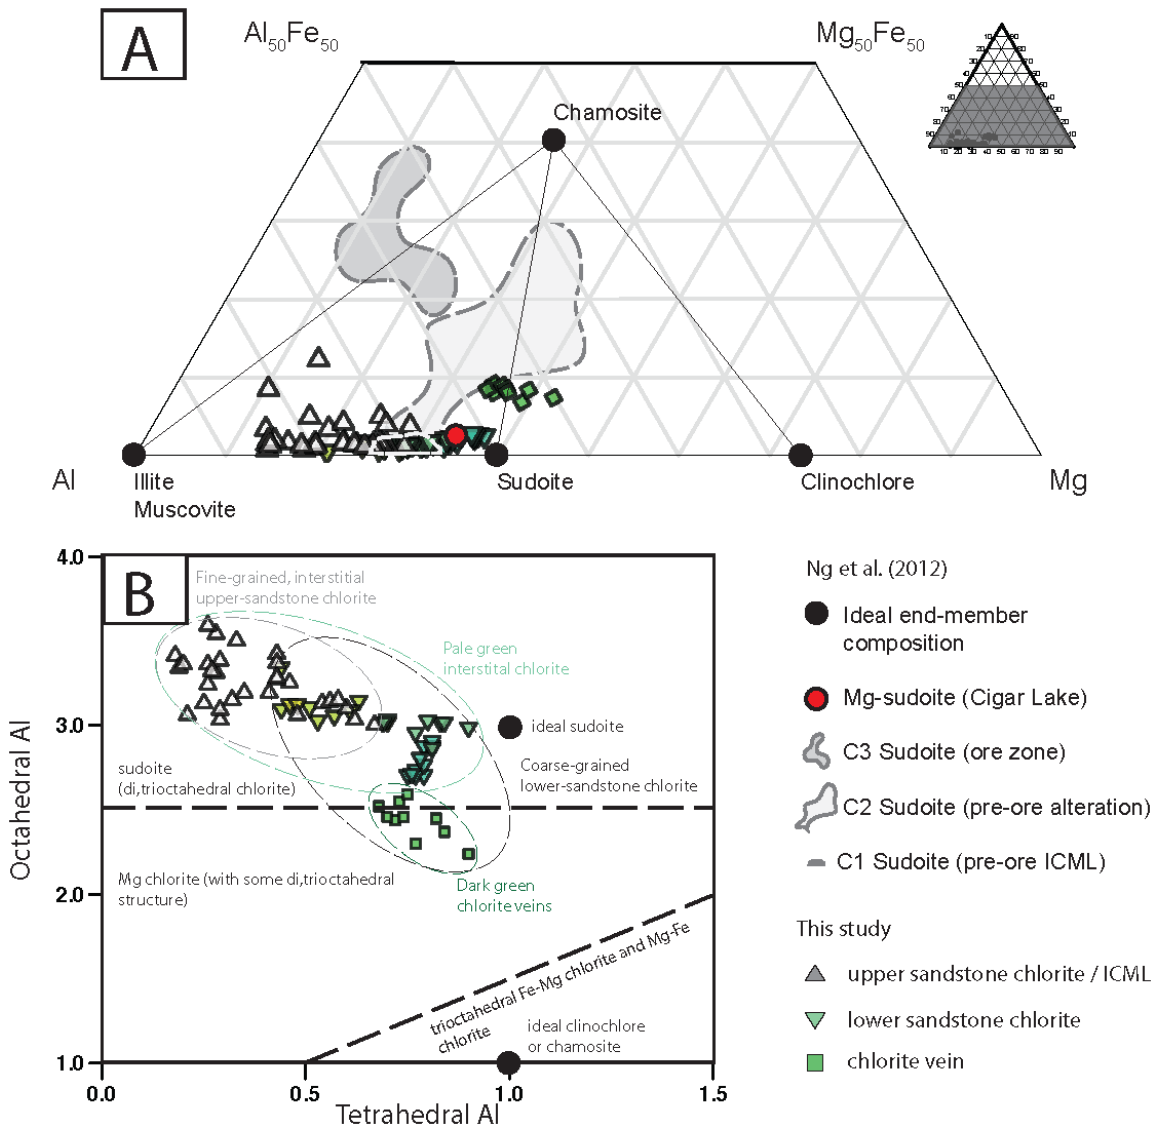 A
Al50Fe50
Mg50Fe50
Chamosite
Al
Illite
Muscovite
Sudoite
Clinochlore
Mg
B
4.0
3.0
2.0
1.0
0.0
0.5
1.0
1.5
Octahedral Al
Tetrahedral Al
Fine-grained, interstitial
upper-sandstone chlorite
Pale green
interstital chlorite
ideal sudoite
Coarse-grained
lower-sandstone chlorite
sudoite
(di,trioctahedral chlorite)
Mg chlorite (with some di,trioctahedral
structure)
Dark green
chlorite veins
trioctahedral Fe-Mg chlorite and Mg-Fe
chlorite
ideal clinochlore
or chamosite
Ng et al. (2012)
Ideal end-member
composition
Mg-sudoite (Cigar Lake)
C3 Sudoite (ore zone)
C2 Sudoite (pre-ore alteration)
C1 Sudoite (pre-ore ICML)
This study
upper sandstone chlorite / ICML
lower sandstone chlorite
chlorite vein